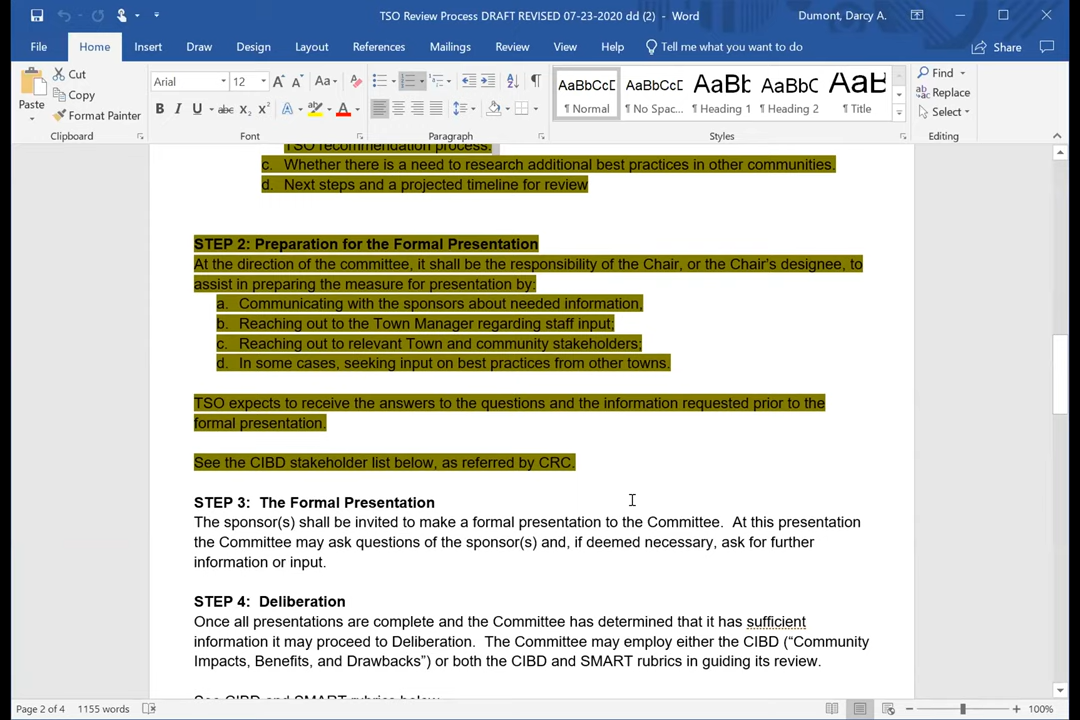 TSO Review Process DRAFT REVISED 07-23-2020 dd (2) - Word
Dumont, Darcy A.
File Home Insert Draw Design Layout References Mailings Review View Help Tell me what you want to do Share
Paste
Cut
Copy
Format Painter
Arial 12
AaBbCcI AaBbCcI AaBbC AaBbC AaB
¶ Normal ¶ No Spac... ¶ Heading 1 ¶ Heading 2 ¶ Title
Find
Replace
Select
Clipboard Font Paragraph Styles Editing
TSO recommendation process.
c. Whether there is a need to research additional best practices in other communities.
d. Next steps and a projected timeline for review
STEP 2: Preparation for the Formal Presentation
At the direction of the committee, it shall be the responsibility of the Chair, or the Chair's designee, to
assist in preparing the measure for presentation by:
a. Communicating with the sponsors about needed information,
b. Reaching out to the Town Manager regarding staff input;
c. Reaching out to relevant Town and community stakeholders;
d. In some cases, seeking input on best practices from other towns.
TSO expects to receive the answers to the questions and the information requested prior to the
formal presentation.
See the CIBD stakeholder list below, as referred by CRC.
STEP 3: The Formal Presentation
The sponsor(s) shall be invited to make a formal presentation to the Committee. At this presentation
the Committee may ask questions of the sponsor(s) and, if deemed necessary, ask for further
information or input.
STEP 4: Deliberation
Once all presentations are complete and the Committee has determined that it has sufficient
information it may proceed to Deliberation. The Committee may employ either the CIBD (“Community
Impacts, Benefits, and Drawbacks”) or both the CIBD and SMART rubrics in guiding its review.
See CIBD and SMART rubrics below
Page 2 of 4 1155 words 100%